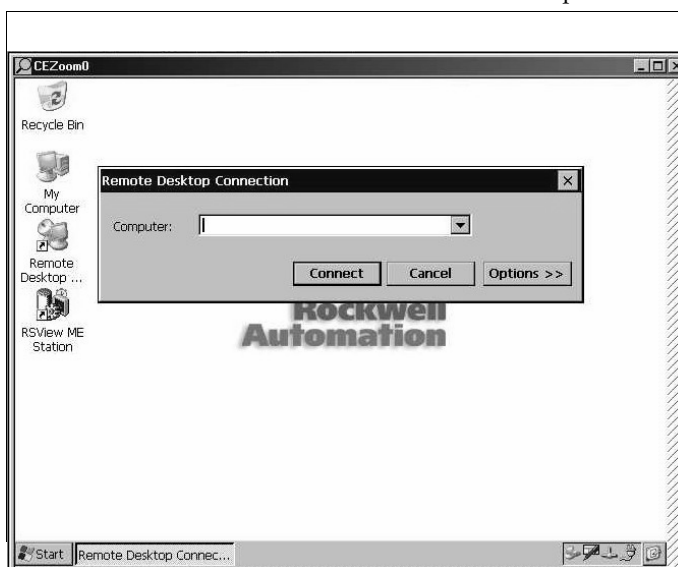 CEZoom0
Recycle Bin
My
Computer
Remote
Desktop ...
RSView ME
Station
Remote Desktop Connection
Computer:
Connect
Cancel
Options >>
Rockwell
Automation
Start
Remote Desktop Connec...